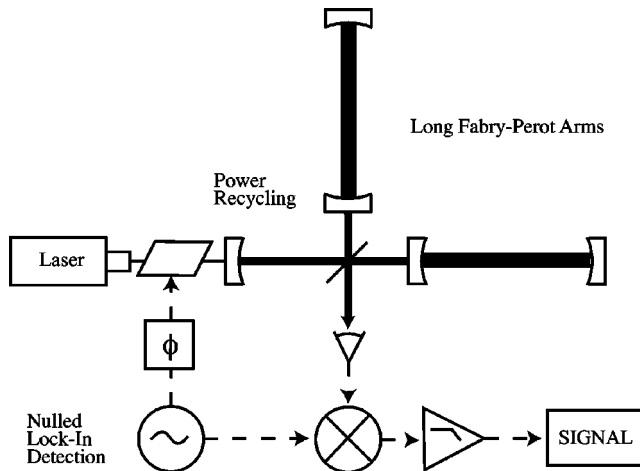 Long Fabry-Perot Arms
Power
Recycling
Laser
ϕ
Nulled
Lock-In
Detection
SIGNAL